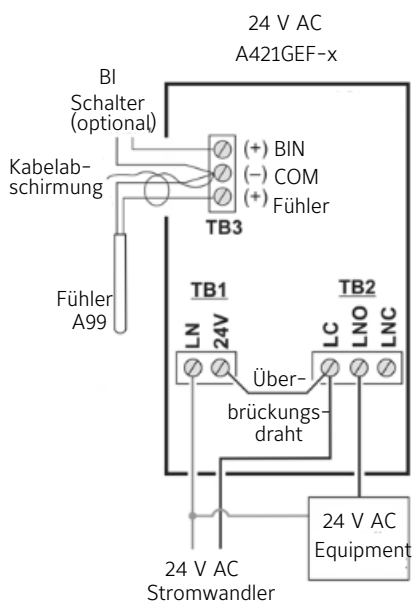 24 V AC
A421GEF-x
BI
Schalter
(optional)
(+) BIN
(–) COM
(+) Fühler
TB3
Kabelab-
schirmung
Fühler
A99
TB1
LN
24V
TB2
LC
LNO
LNC
Über-
brückungs-
draht
24 V AC
Equipment
24 V AC
Stromwandler